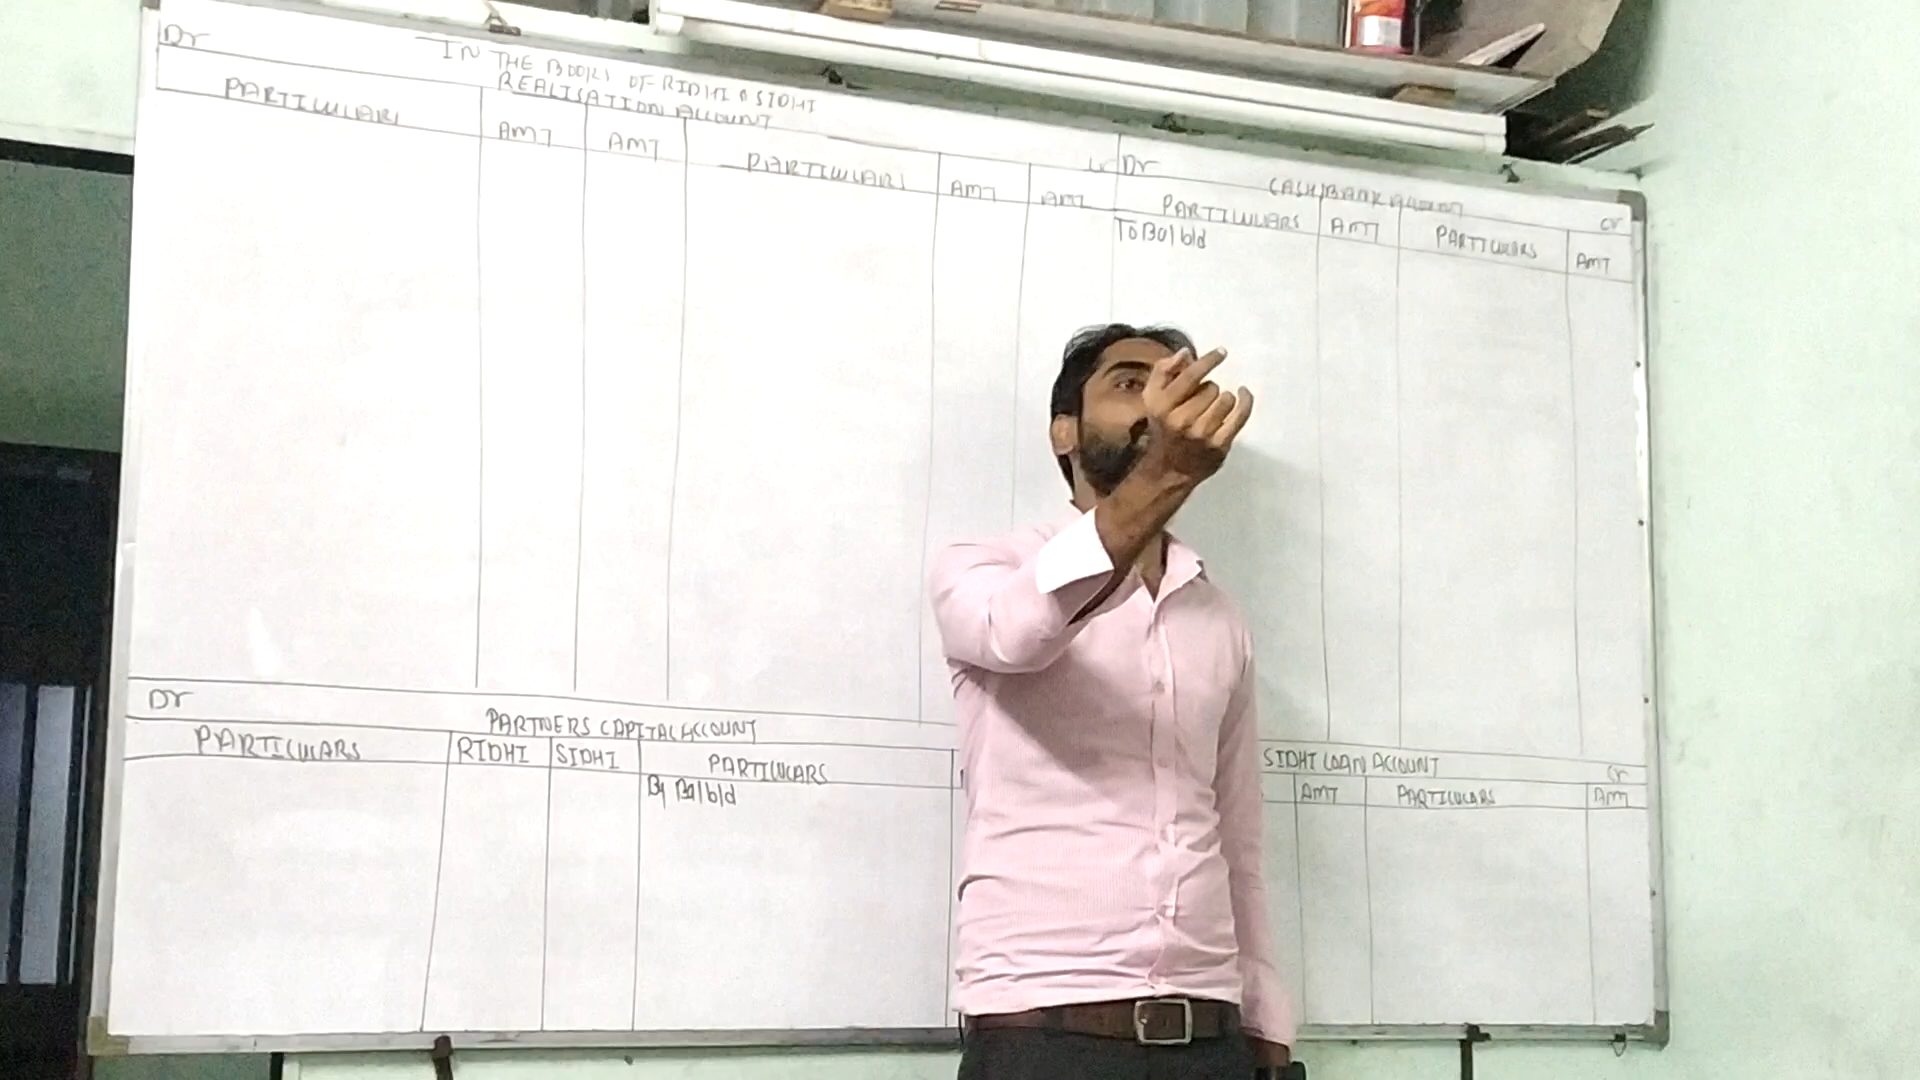 Dr
IN THE BOOKS OF RIDHI & SIDHI
REALISATION ACCOUNT
PARTICULARS AMT AMT PARTICULARS AMT AMT
Dr CASH/BANK ACCOUNT Cr
PARTICULARS AMT PARTICULARS AMT
To Bal b/d
Dr
PARTNERS CAPITAL ACCOUNT
PARTICULARS RIDHI SIDHI PARTICULARS
By Bal b/d
SIDHI LOAN ACCOUNT Cr
AMT PARTICULARS AMT